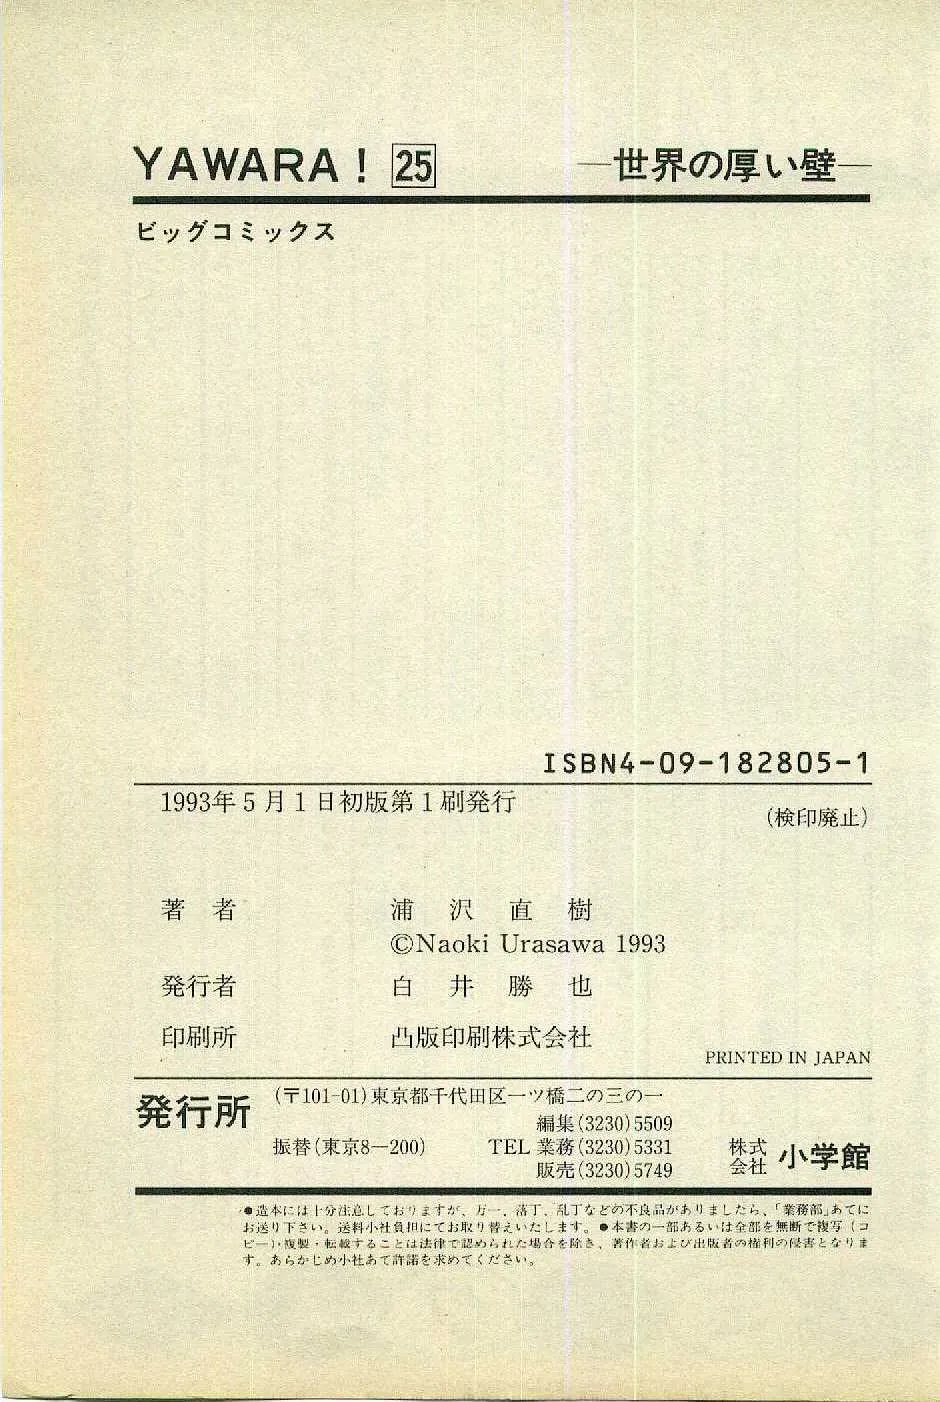 YAWARA! 25 ―世界の厚い壁―
ビッグコミックス
ISBN4-09-182805-1
1993年5月1日初版第1刷発行
(検印廃止)
著者 浦沢直樹
©Naoki Urasawa 1993
発行者 白井勝也
印刷所 凸版印刷株式会社
PRINTED IN JAPAN
発行所 (〒101-01)東京都千代田区一ツ橋二の三の一
編集(3230)5509
振替(東京8―200) TEL 業務(3230)5331
販売(3230)5749
株式会社 小学館
●造本には十分注意しておりますが、万一、落丁、乱丁などの不良品がありましたら、「業務部」あてに
お送り下さい。送料小社負担にてお取り替えいたします。●本書の一部あるいは全部を無断で複写(コ
ピー)・複製・転載することは法律で認められた場合を除き、著作者および出版者の権利の侵害となりま
す。あらかじめ小社あて許諾を求めてください。